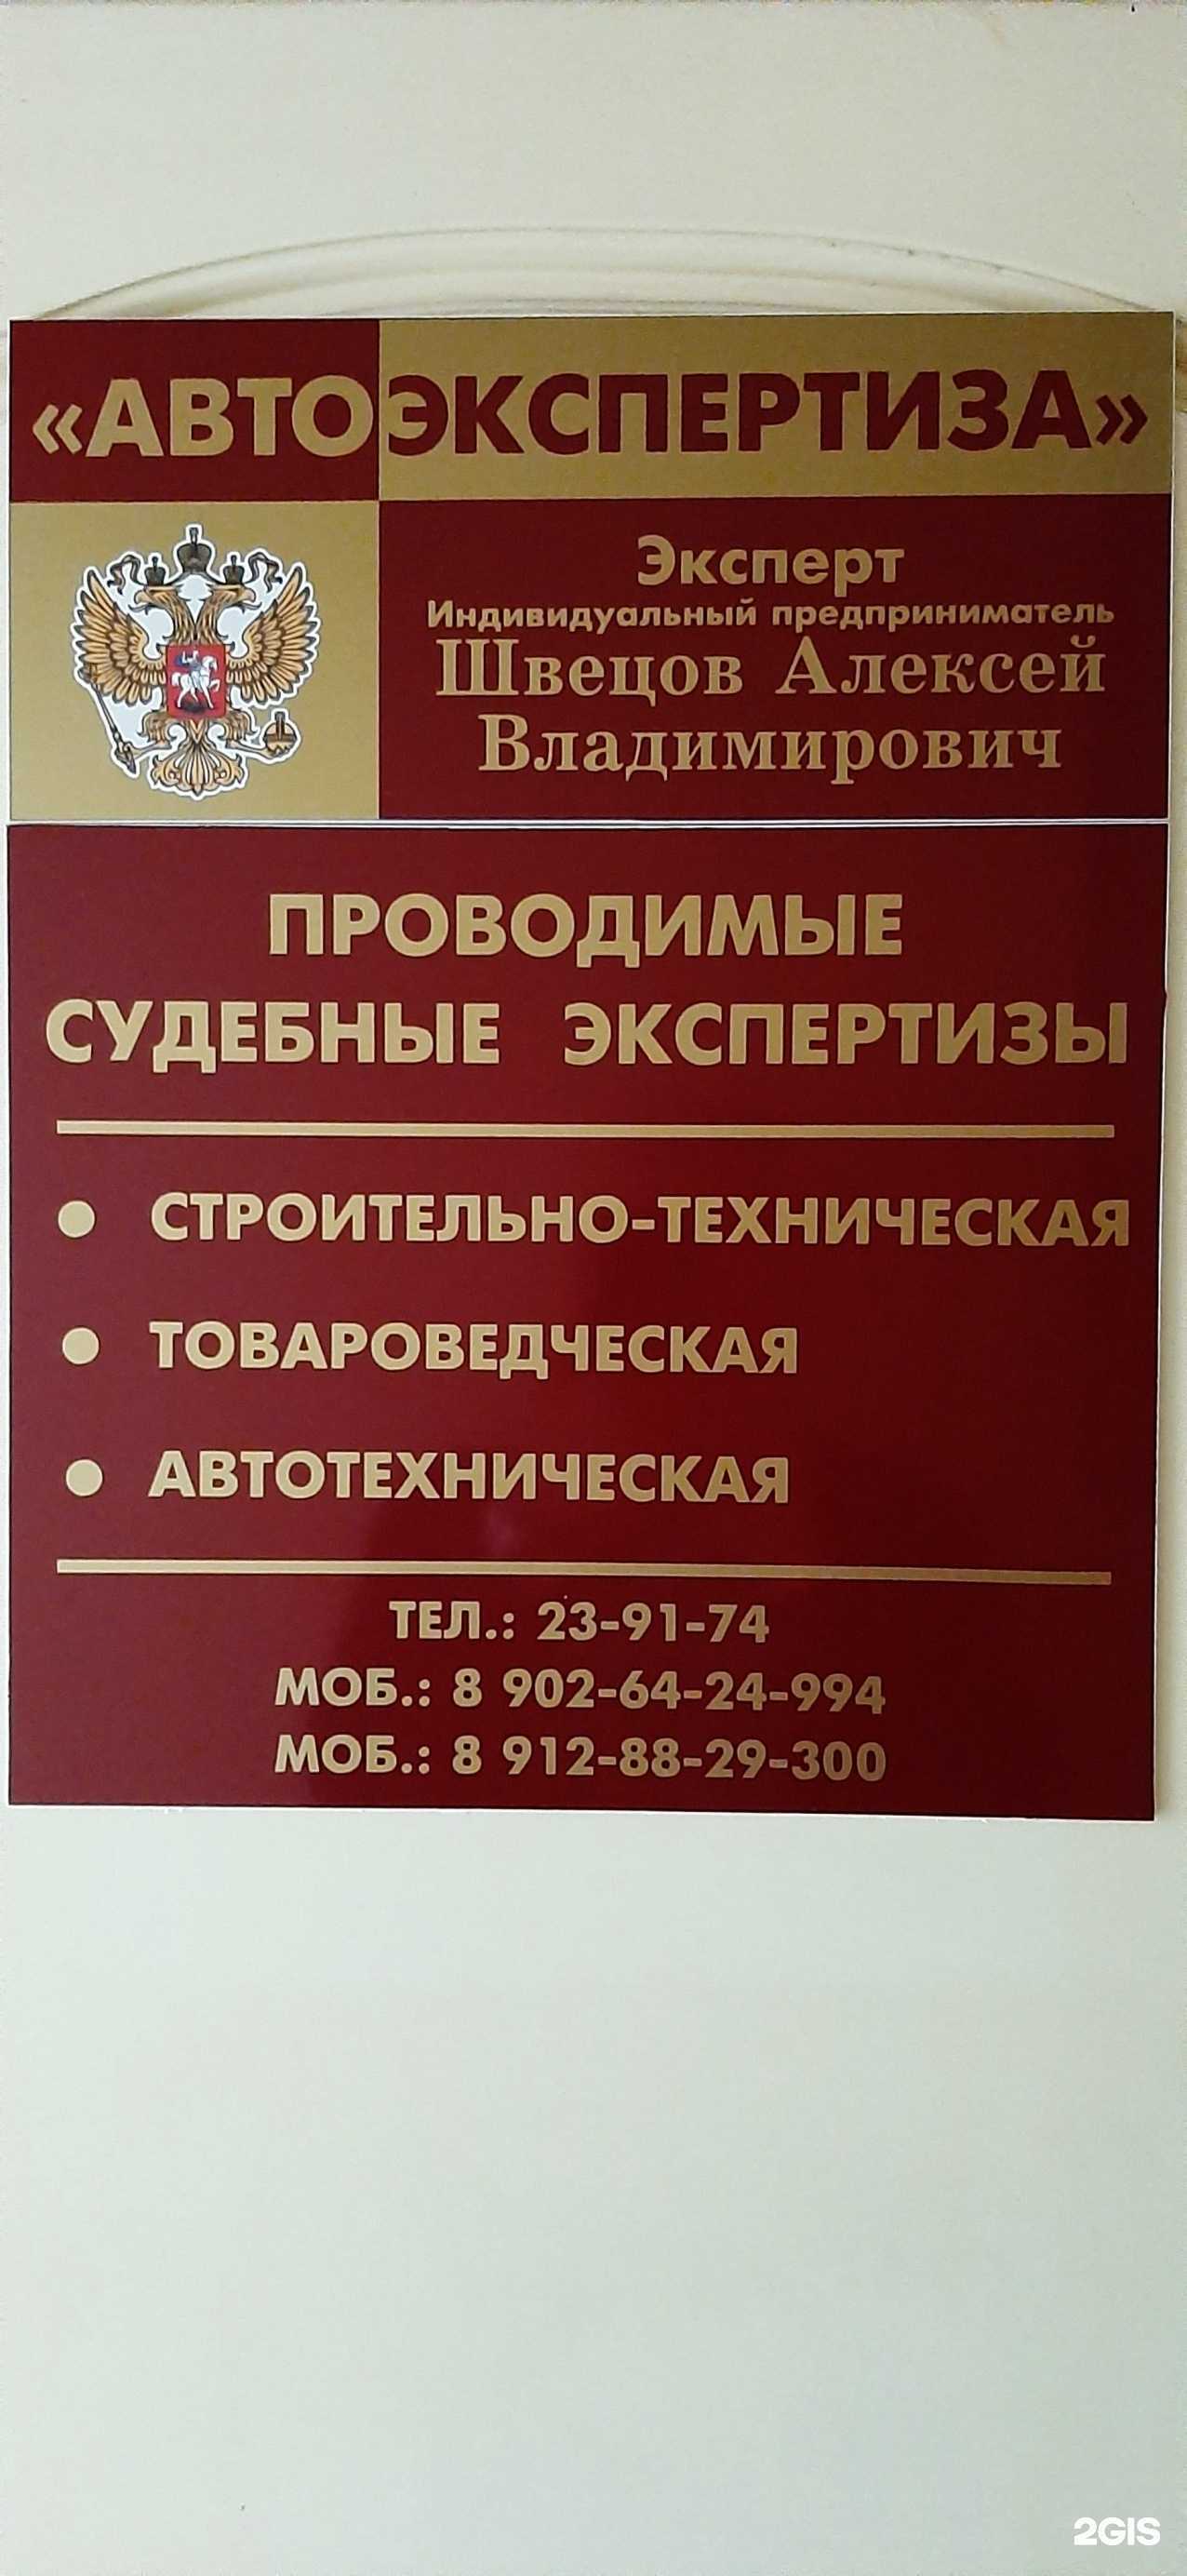 «АВТОЭКСПЕРТИЗА»
Эксперт
Индивидуальный предприниматель
Швецов Алексей
Владимирович
ПРОВОДИМЫЕ
СУДЕБНЫЕ ЭКСПЕРТИЗЫ
• СТРОИТЕЛЬНО-ТЕХНИЧЕСКАЯ
• ТОВАРОВЕДЧЕСКАЯ
• АВТОТЕХНИЧЕСКАЯ
ТЕЛ.: 23-91-74
МОБ.: 8 902-64-24-994
МОБ.: 8 912-88-29-300
2GIS